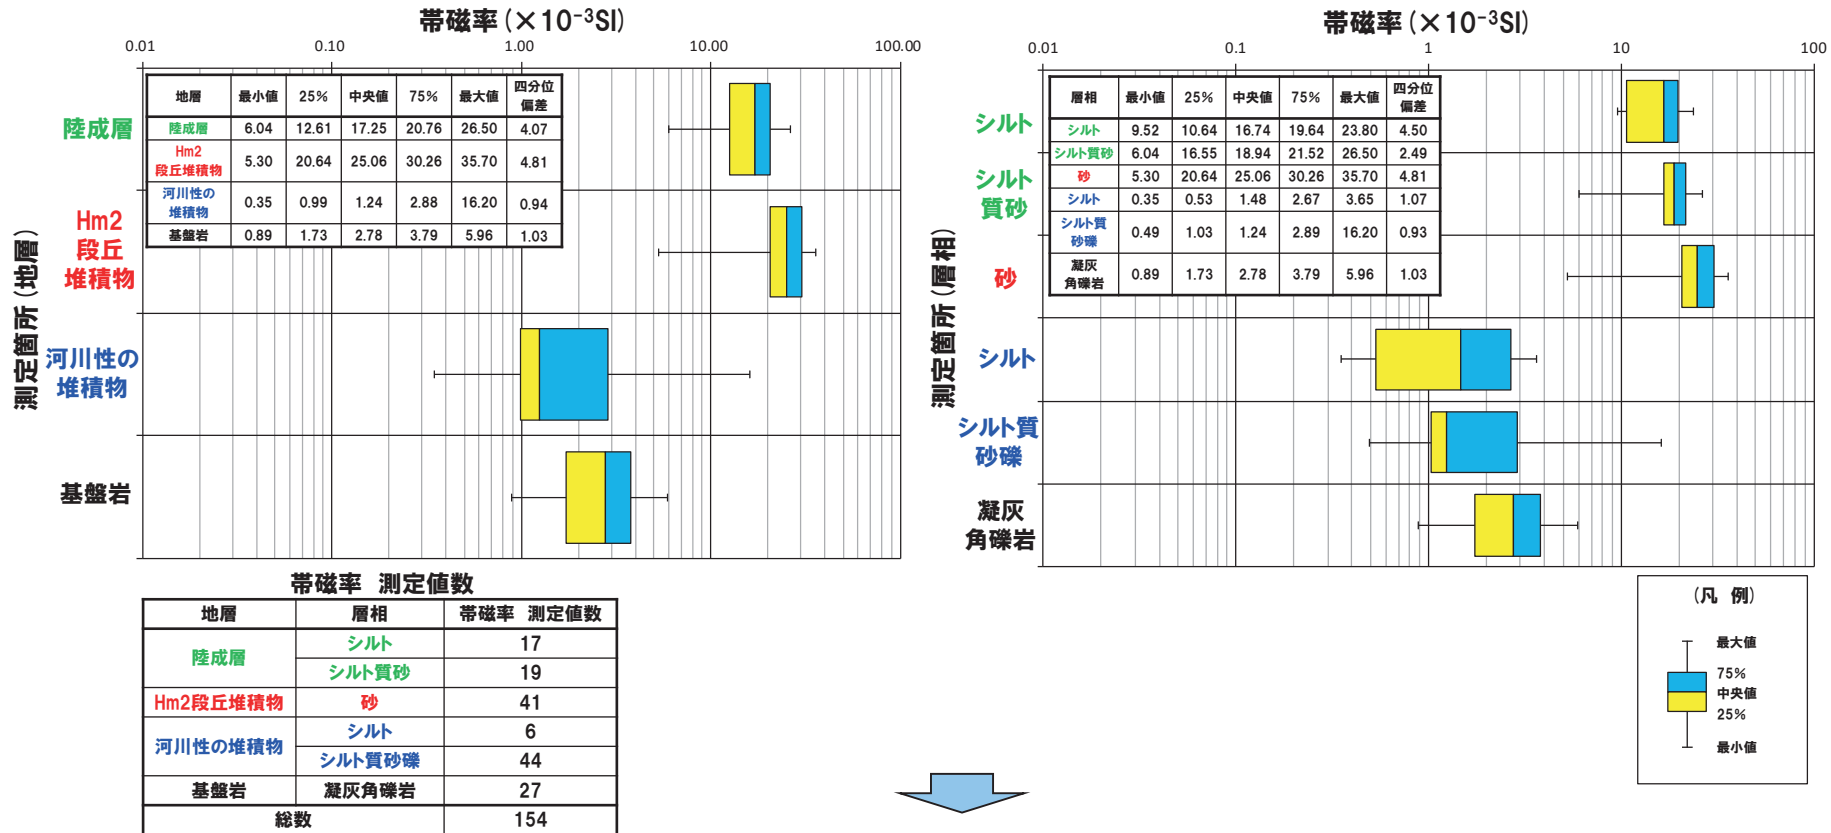 帯磁率(×10⁻³SI)
0.01 0.10 1.00 10.00 100.00
測定箇所(地層)
陸成層
Hm2
段丘
堆積物
河川性の
堆積物
基盤岩
地層 最小値 25% 中央値 75% 最大値 四分位
偏差
陸成層 6.04 12.61 17.25 20.76 26.50 4.07
Hm2
段丘堆積物 5.30 20.64 25.06 30.26 35.70 4.81
河川性の
堆積物 0.35 0.99 1.24 2.88 16.20 0.94
基盤岩 0.89 1.73 2.78 3.79 5.96 1.03
帯磁率(×10⁻³SI)
0.01 0.1 1 10 100
測定箇所(層相)
シルト
シルト
質砂
砂
シルト
シルト質
砂礫
凝灰
角礫岩
層相 最小値 25% 中央値 75% 最大値 四分位
偏差
シルト 9.52 10.64 16.74 19.64 23.80 4.50
シルト質砂 6.04 16.55 18.94 21.52 26.50 2.49
砂 5.30 20.64 25.06 30.26 35.70 4.81
シルト 0.35 0.53 1.48 2.67 3.65 1.07
シルト質
砂礫 0.49 1.03 1.24 2.89 16.20 0.93
凝灰
角礫岩 0.89 1.73 2.78 3.79 5.96 1.03
帯磁率 測定値数
地層 層相 帯磁率 測定値数
陸成層 シルト 17
シルト質砂 19
Hm2段丘堆積物 砂 41
河川性の堆積物 シルト 6
シルト質砂礫 44
基盤岩 凝灰角礫岩 27
総数 154
(凡 例)
最大値
75%
中央値
25%
最小値